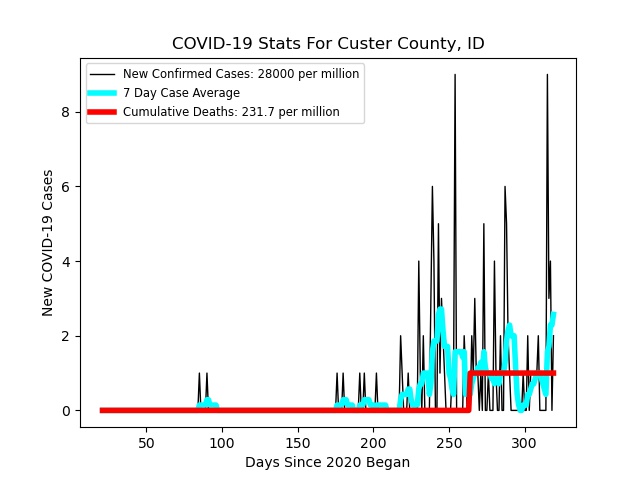 COVID-19 Stats For Custer County, ID
New Confirmed Cases: 28000 per million
7 Day Case Average
Cumulative Deaths: 231.7 per million
New COVID-19 Cases
8
6
4
2
0
50 100 150 200 250 300
Days Since 2020 Began